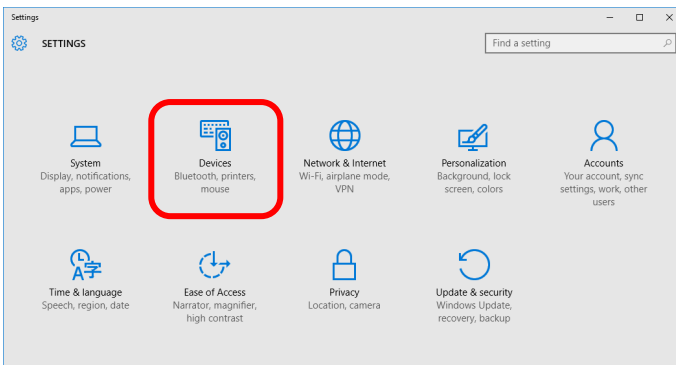 Settings
SETTINGS
Find a setting
System
Display, notifications,
apps, power
Devices
Bluetooth, printers,
mouse
Network & Internet
Wi-Fi, airplane mode,
VPN
Personalization
Background, lock
screen, colors
Accounts
Your account, sync
settings, work, other
users
A字
Time & language
Speech, region, date
Ease of Access
Narrator, magnifier,
high contrast
Privacy
Location, camera
Update & security
Windows Update,
recovery, backup